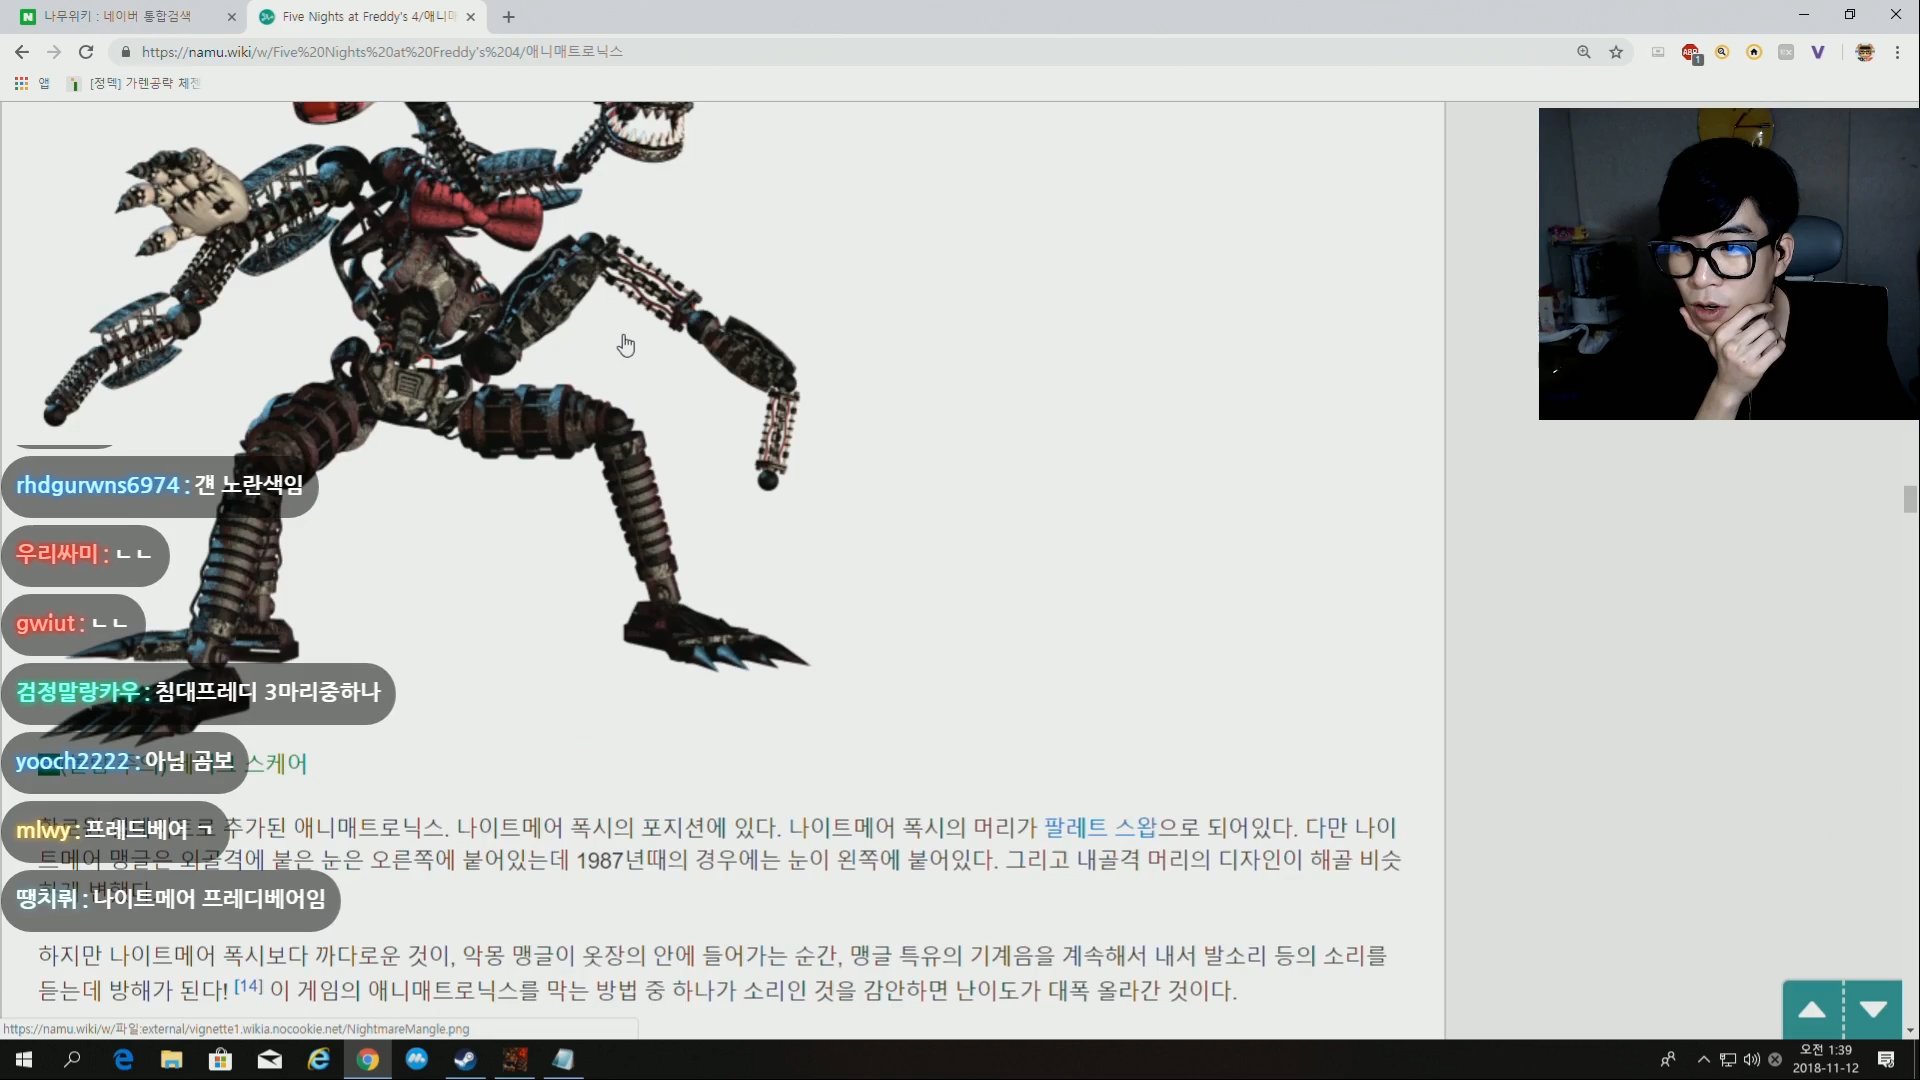 나무위키 : 네이버 통합검색
Five Nights at Freddy's 4/애니매
https://namu.wiki/w/Five%20Nights%20at%20Freddy's%204/애니매트로닉스
앱
[정덱] 가렌공략 체젠
rhdgurwns6974 : 걘 노란색임
우리싸미 : ㄴㄴ
gwiut : ㄴㄴ
검정말랑카우 : 침대프레디 3마리중하나
yooch2222 : 아님 곰보
스케어
mlwy : 프레드베어 ㄱ
추가된 애니매트로닉스. 나이트메어 폭시의 포지션에 있다. 나이트메어 폭시의 머리가 팔레트 스왑으로 되어있다. 다만 나이
트메어 맹글은 외골격에 붙은 눈은 오른쪽에 붙어있는데 1987년때의 경우에는 눈이 왼쪽에 붙어있다. 그리고 내골격 머리의 디자인이 해골 비슷
땡치뤼 : 나이트메어 프레디베어임
하지만 나이트메어 폭시보다 까다로운 것이, 악몽 맹글이 옷장의 안에 들어가는 순간, 맹글 특유의 기계음을 계속해서 내서 발소리 등의 소리를
듣는데 방해가 된다! [14] 이 게임의 애니매트로닉스를 막는 방법 중 하나가 소리인 것을 감안하면 난이도가 대폭 올라간 것이다.
https://namu.wiki/w/파일:external/vignette1.wikia.nocookie.net/NightmareMangle.png
오전 1:39
2018-11-12